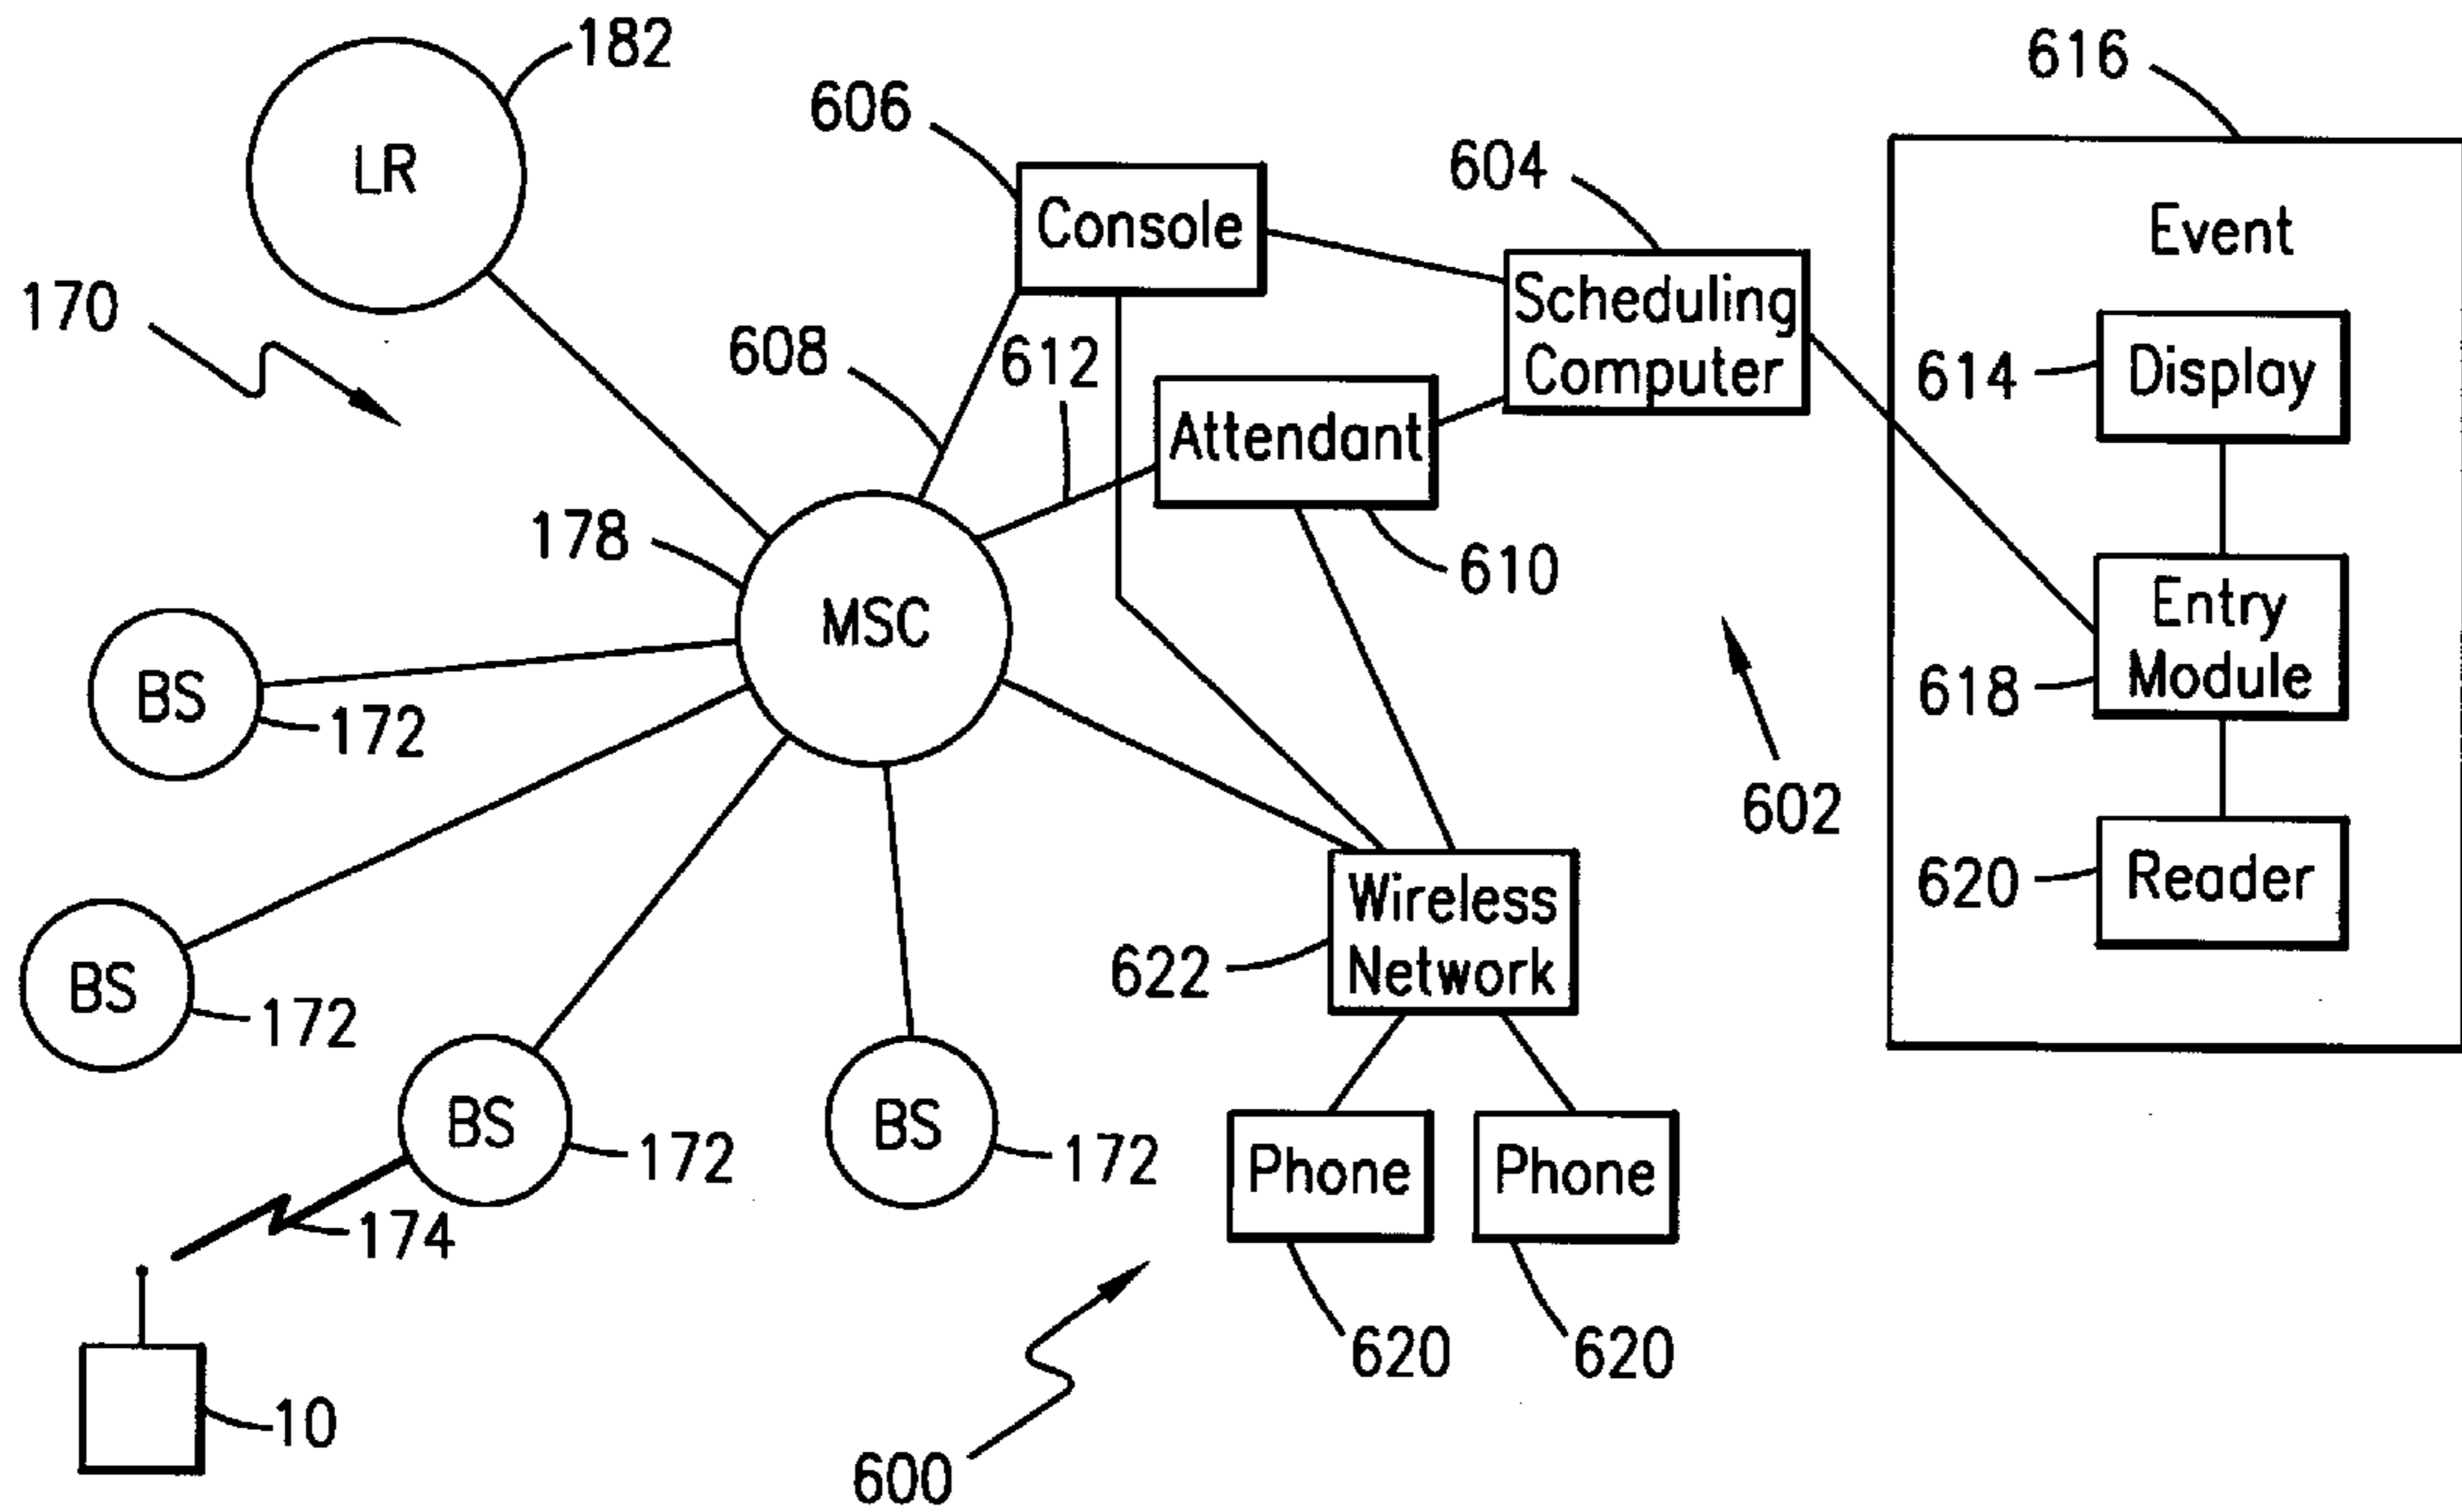 182
616
606
LR
604
Console
Event
170
Scheduling
Computer
608
612
614
Display
Attendant
178
610
MSC
Entry
Module
BS
618
172
602
Reader
620
Wireless
Network
622
BS
172
BS
172
BS
172
Phone
Phone
174
620
620
10
600